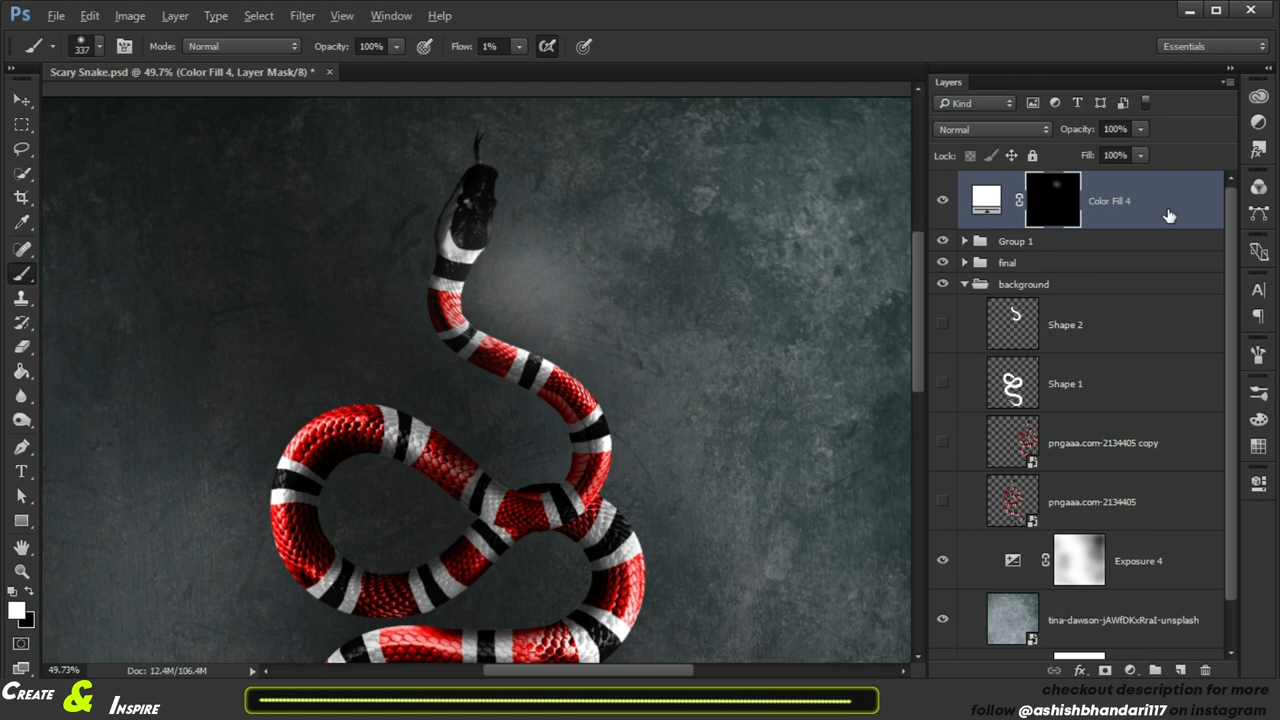 Ps File Edit Image Layer Type Select Filter View Window Help
337 Mode: Normal Opacity: 100% Flow: 1% Essentials
Scary Snake.psd @ 49.7% (Color Fill 4, Layer Mask/8) *
Layers
Kind
Normal Opacity: 100%
Lock: Fill: 100%
Color Fill 4
Group 1
final
background
Shape 2
Shape 1
pngaaa.com-2134405 copy
pngaaa.com-2134405
Exposure 4
tina-dawson-jAWfDKxRraI-unsplash
49.73% Doc: 12.4M/106.4M
Create & Inspire
checkout description for more
follow @ashishbhandari117 on instagram